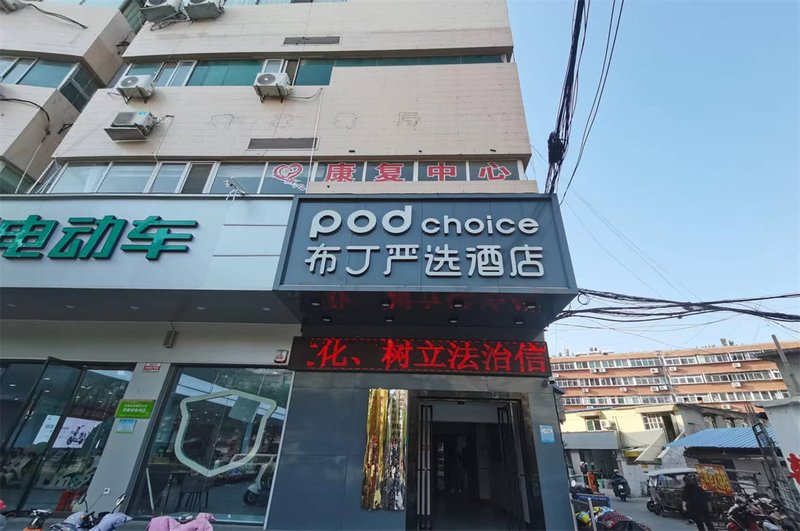 康复中心
电动车
pod choice
布丁严选酒店
化、树立法治信